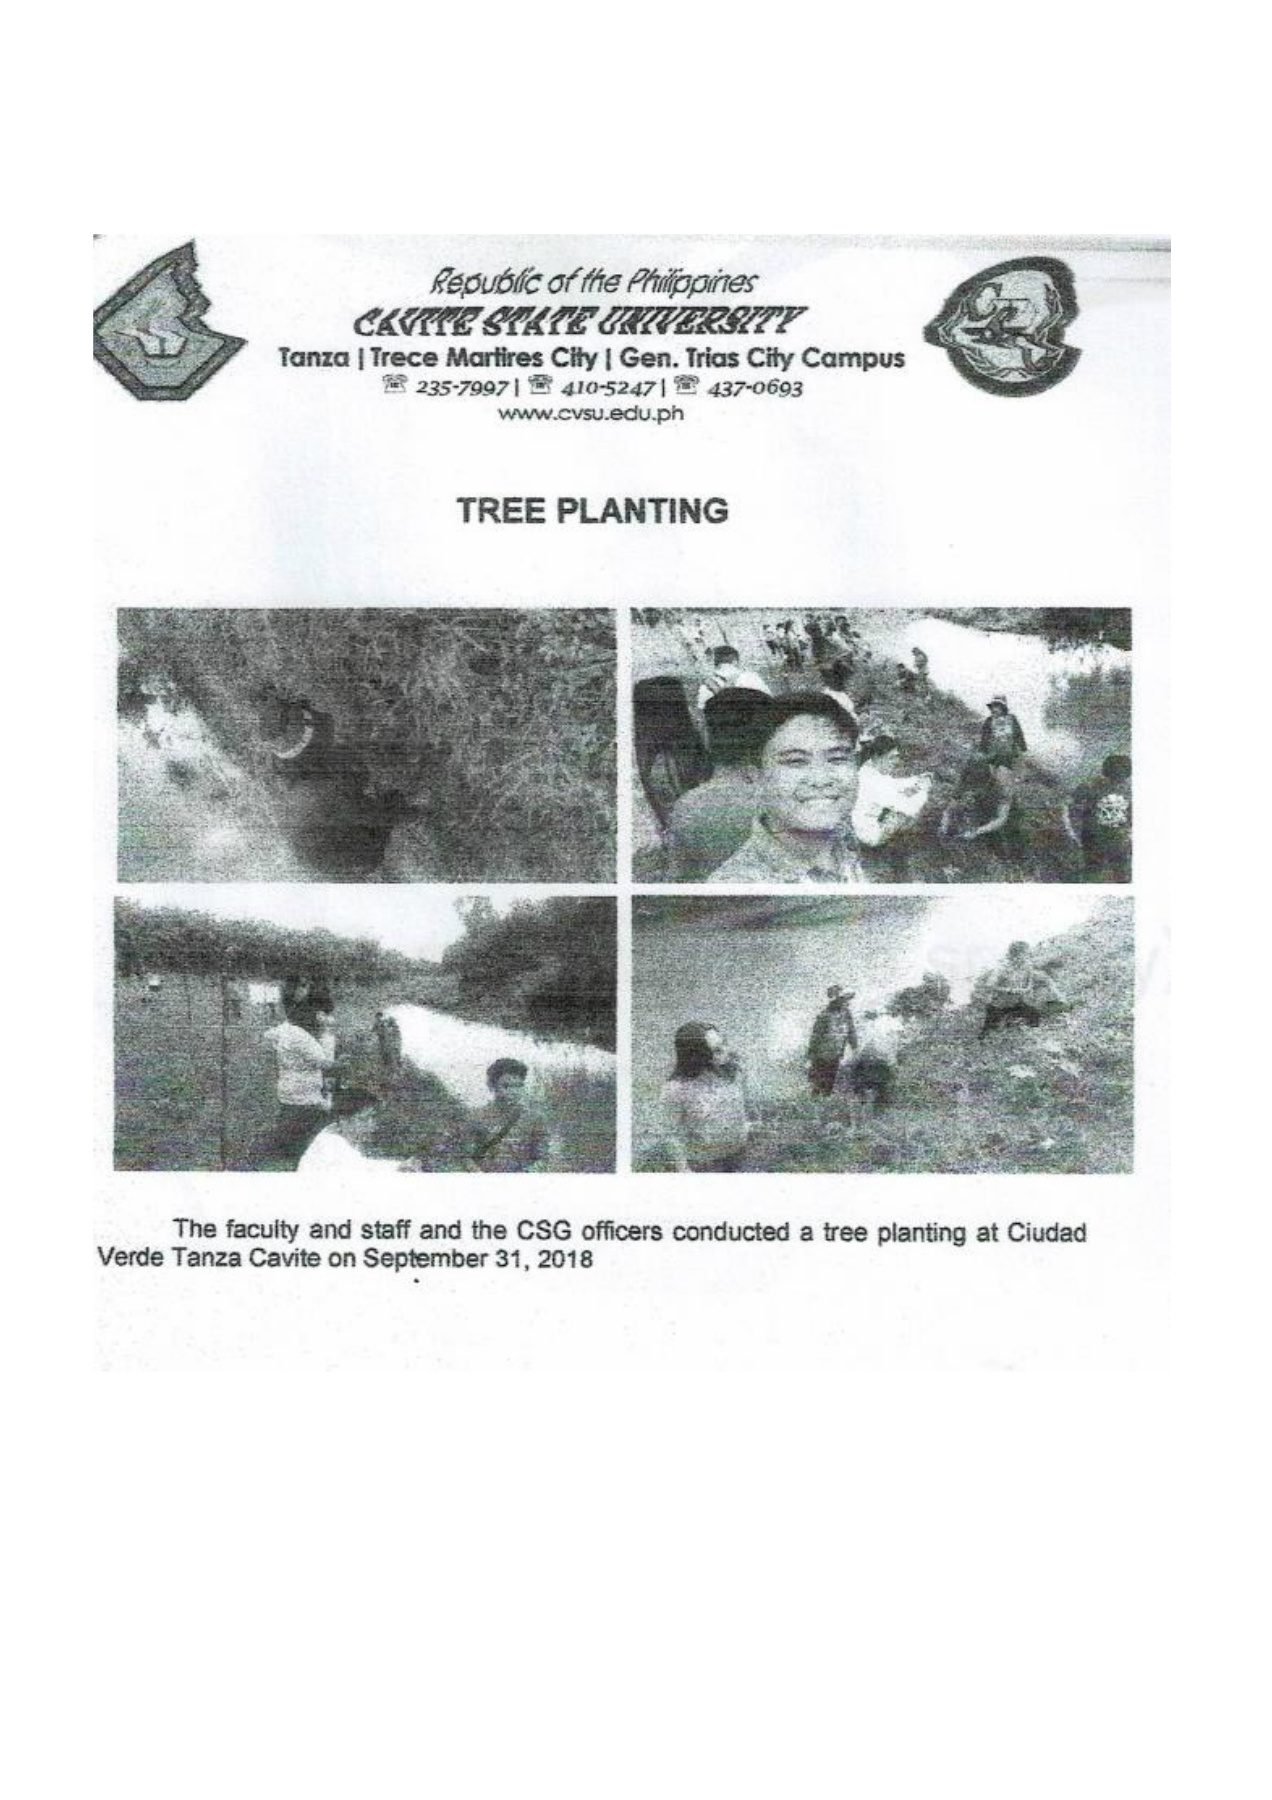 Republic of the Philippines
CAVITE STATE UNIVERSITY
Tanza | Trece Martires City | Gen. Trias City Campus
☏ 235-7997 | ☏ 410-5247 | ☏ 437-0693
www.cvsu.edu.ph
TREE PLANTING
The faculty and staff and the CSG officers conducted a tree planting at Ciudad
Verde Tanza Cavite on September 31, 2018